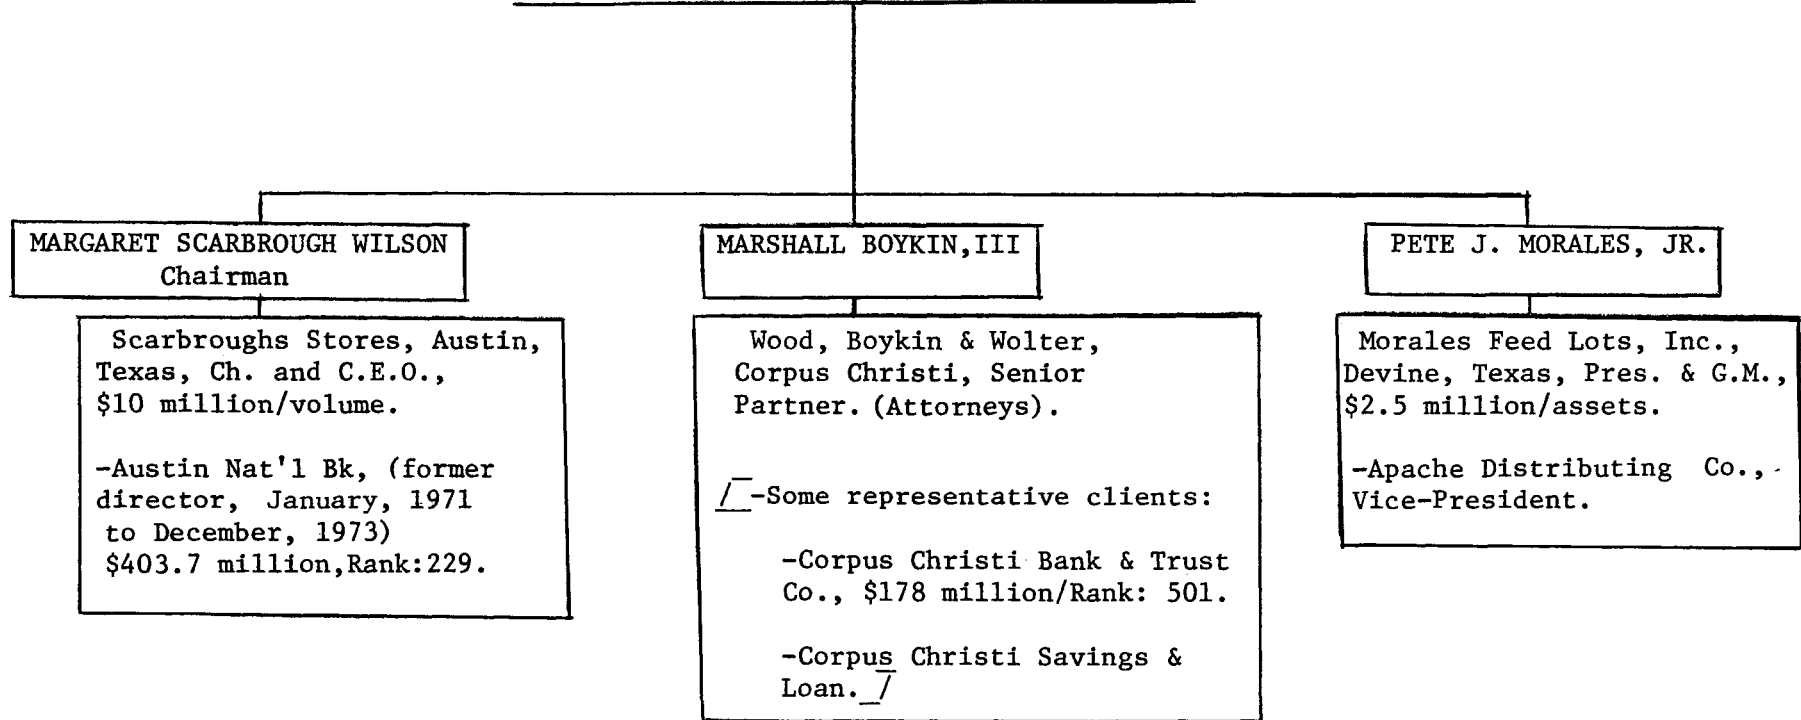 MARGARET SCARBROUGH WILSON
Chairman
Scarbroughs Stores, Austin,
Texas, Ch. and C.E.O.,
$10 million/volume.
-Austin Nat'l Bk, (former
director, January, 1971
to December, 1973)
$403.7 million,Rank:229.
MARSHALL BOYKIN,III
Wood, Boykin & Wolter,
Corpus Christi, Senior
Partner. (Attorneys).
[-Some representative clients:
-Corpus Christi Bank & Trust
Co., $178 million/Rank: 501.
-Corpus Christi Savings &
Loan.]
PETE J. MORALES, JR.
Morales Feed Lots, Inc.,
Devine, Texas, Pres. & G.M.,
$2.5 million/assets.
-Apache Distributing Co.,
Vice-President.